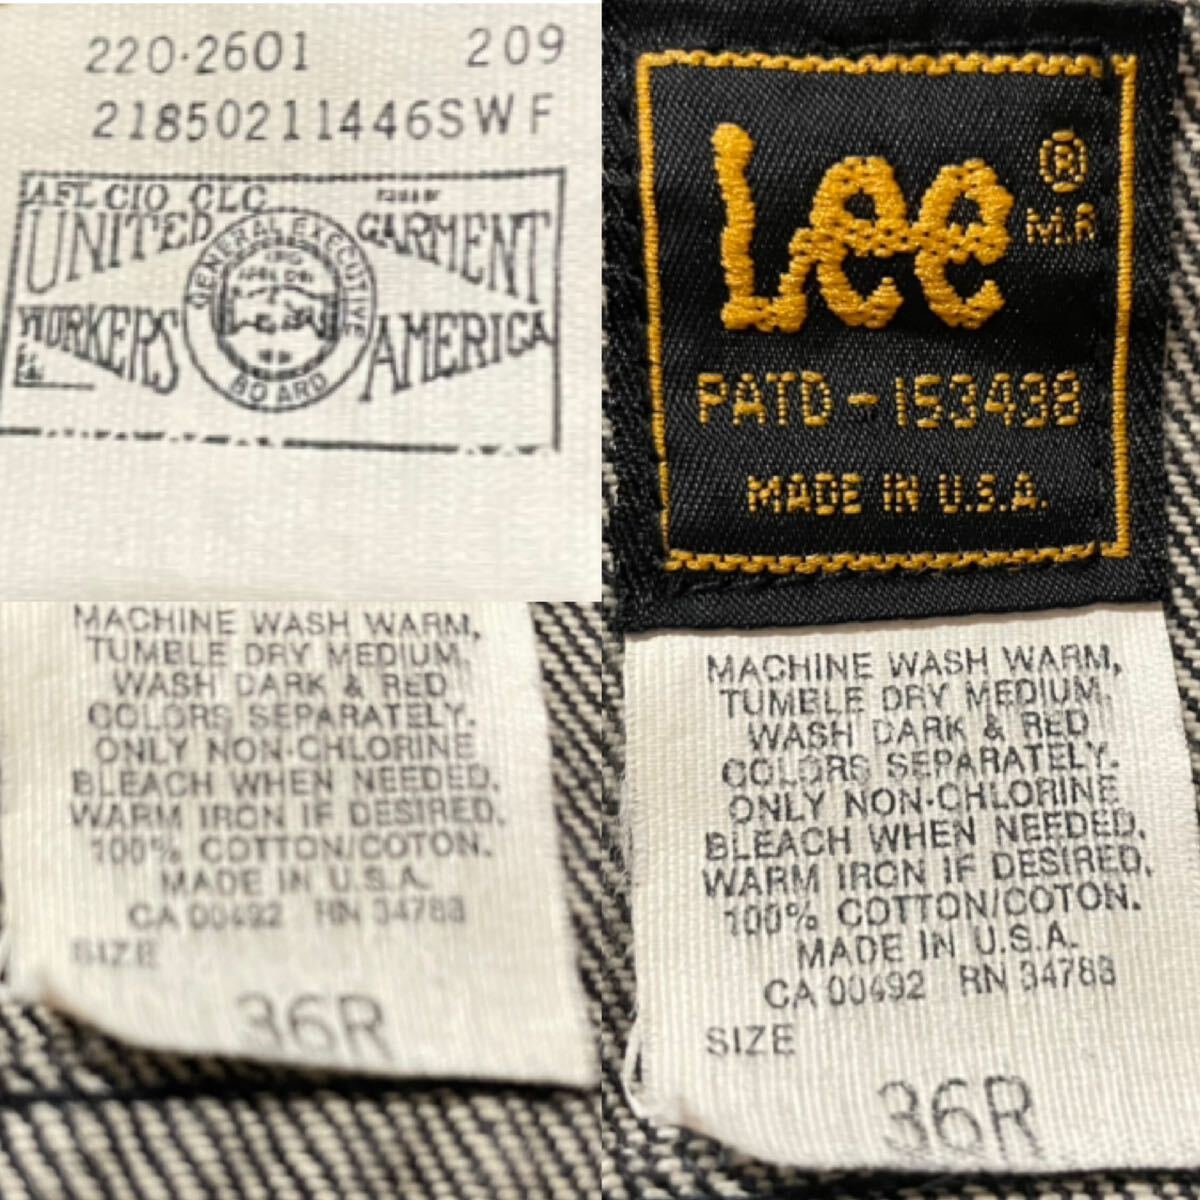 220·2601 209
21850211446SWF
AFL CIO CLC
UNITED GARMENT
WORKERS AMERICA
GENERAL EXECUTIVE
BOARD
Lee ®
M.R
PATD-153438
MADE IN U.S.A.
MACHINE WASH WARM,
TUMBLE DRY MEDIUM.
WASH DARK & RED
COLORS SEPARATELY.
ONLY NON-CHLORINE
BLEACH WHEN NEEDED.
WARM IRON IF DESIRED.
100% COTTON/COTON.
MADE IN U.S.A.
CA 00492 RN 34783
SIZE
36R
MACHINE WASH WARM,
TUMBLE DRY MEDIUM.
WASH DARK & RED
COLORS SEPARATELY.
ONLY NON-CHLORINE
BLEACH WHEN NEEDED.
WARM IRON IF DESIRED.
100% COTTON/COTON.
MADE IN U.S.A.
CA 00492 RN 34783
SIZE
36R